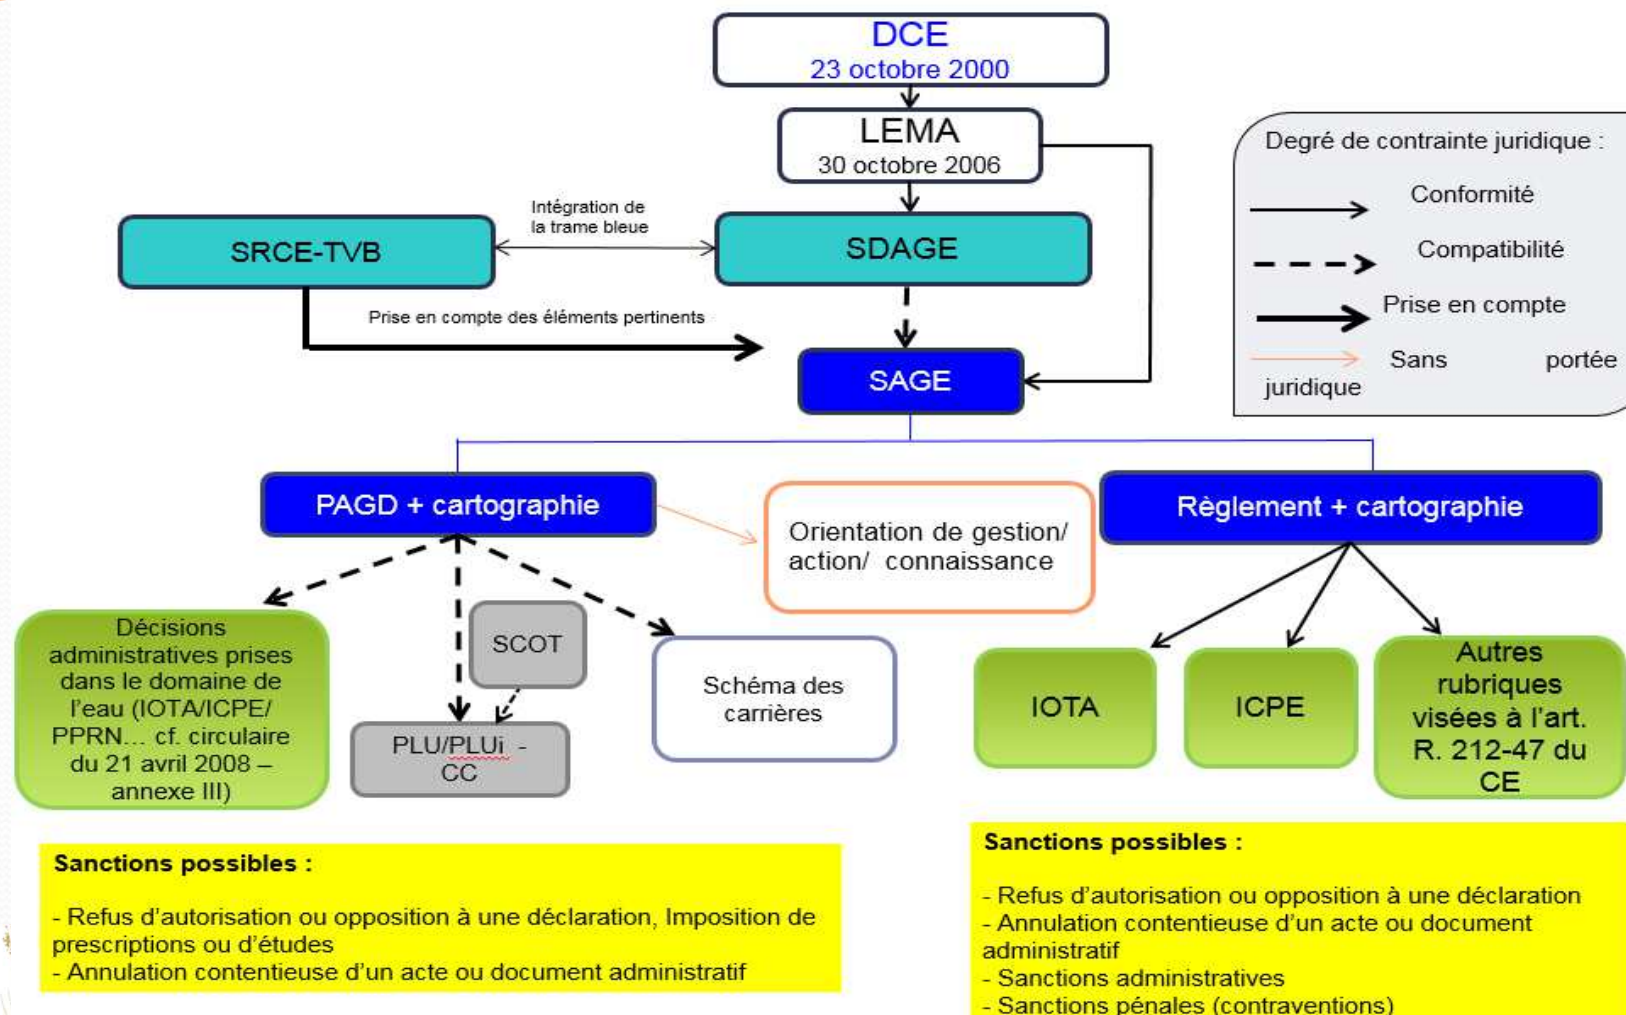 DCE
23 octobre 2000
LEMA
30 octobre 2006
Degré de contrainte juridique :
Conformité
Compatibilité
Prise en compte
Sans portée
juridique
Intégration de
la trame bleue
SRCE-TVB
SDAGE
Prise en compte des éléments pertinents
SAGE
PAGD + cartographie
Orientation de gestion/
action/ connaissance
Règlement + cartographie
Décisions
administratives prises
dans le domaine de
l’eau (IOTA/ICPE/
PPRN... cf. circulaire
du 21 avril 2008 –
annexe III)
SCOT
PLU/PLUi -
CC
Schéma des
carrières
IOTA
ICPE
Autres
rubriques
visées à l’art.
R. 212-47 du
CE
Sanctions possibles :
- Refus d’autorisation ou opposition à une déclaration, Imposition de
prescriptions ou d’études
- Annulation contentieuse d’un acte ou document administratif
Sanctions possibles :
- Refus d’autorisation ou opposition à une déclaration
- Annulation contentieuse d’un acte ou document
administratif
- Sanctions administratives
- Sanctions pénales (contraventions)